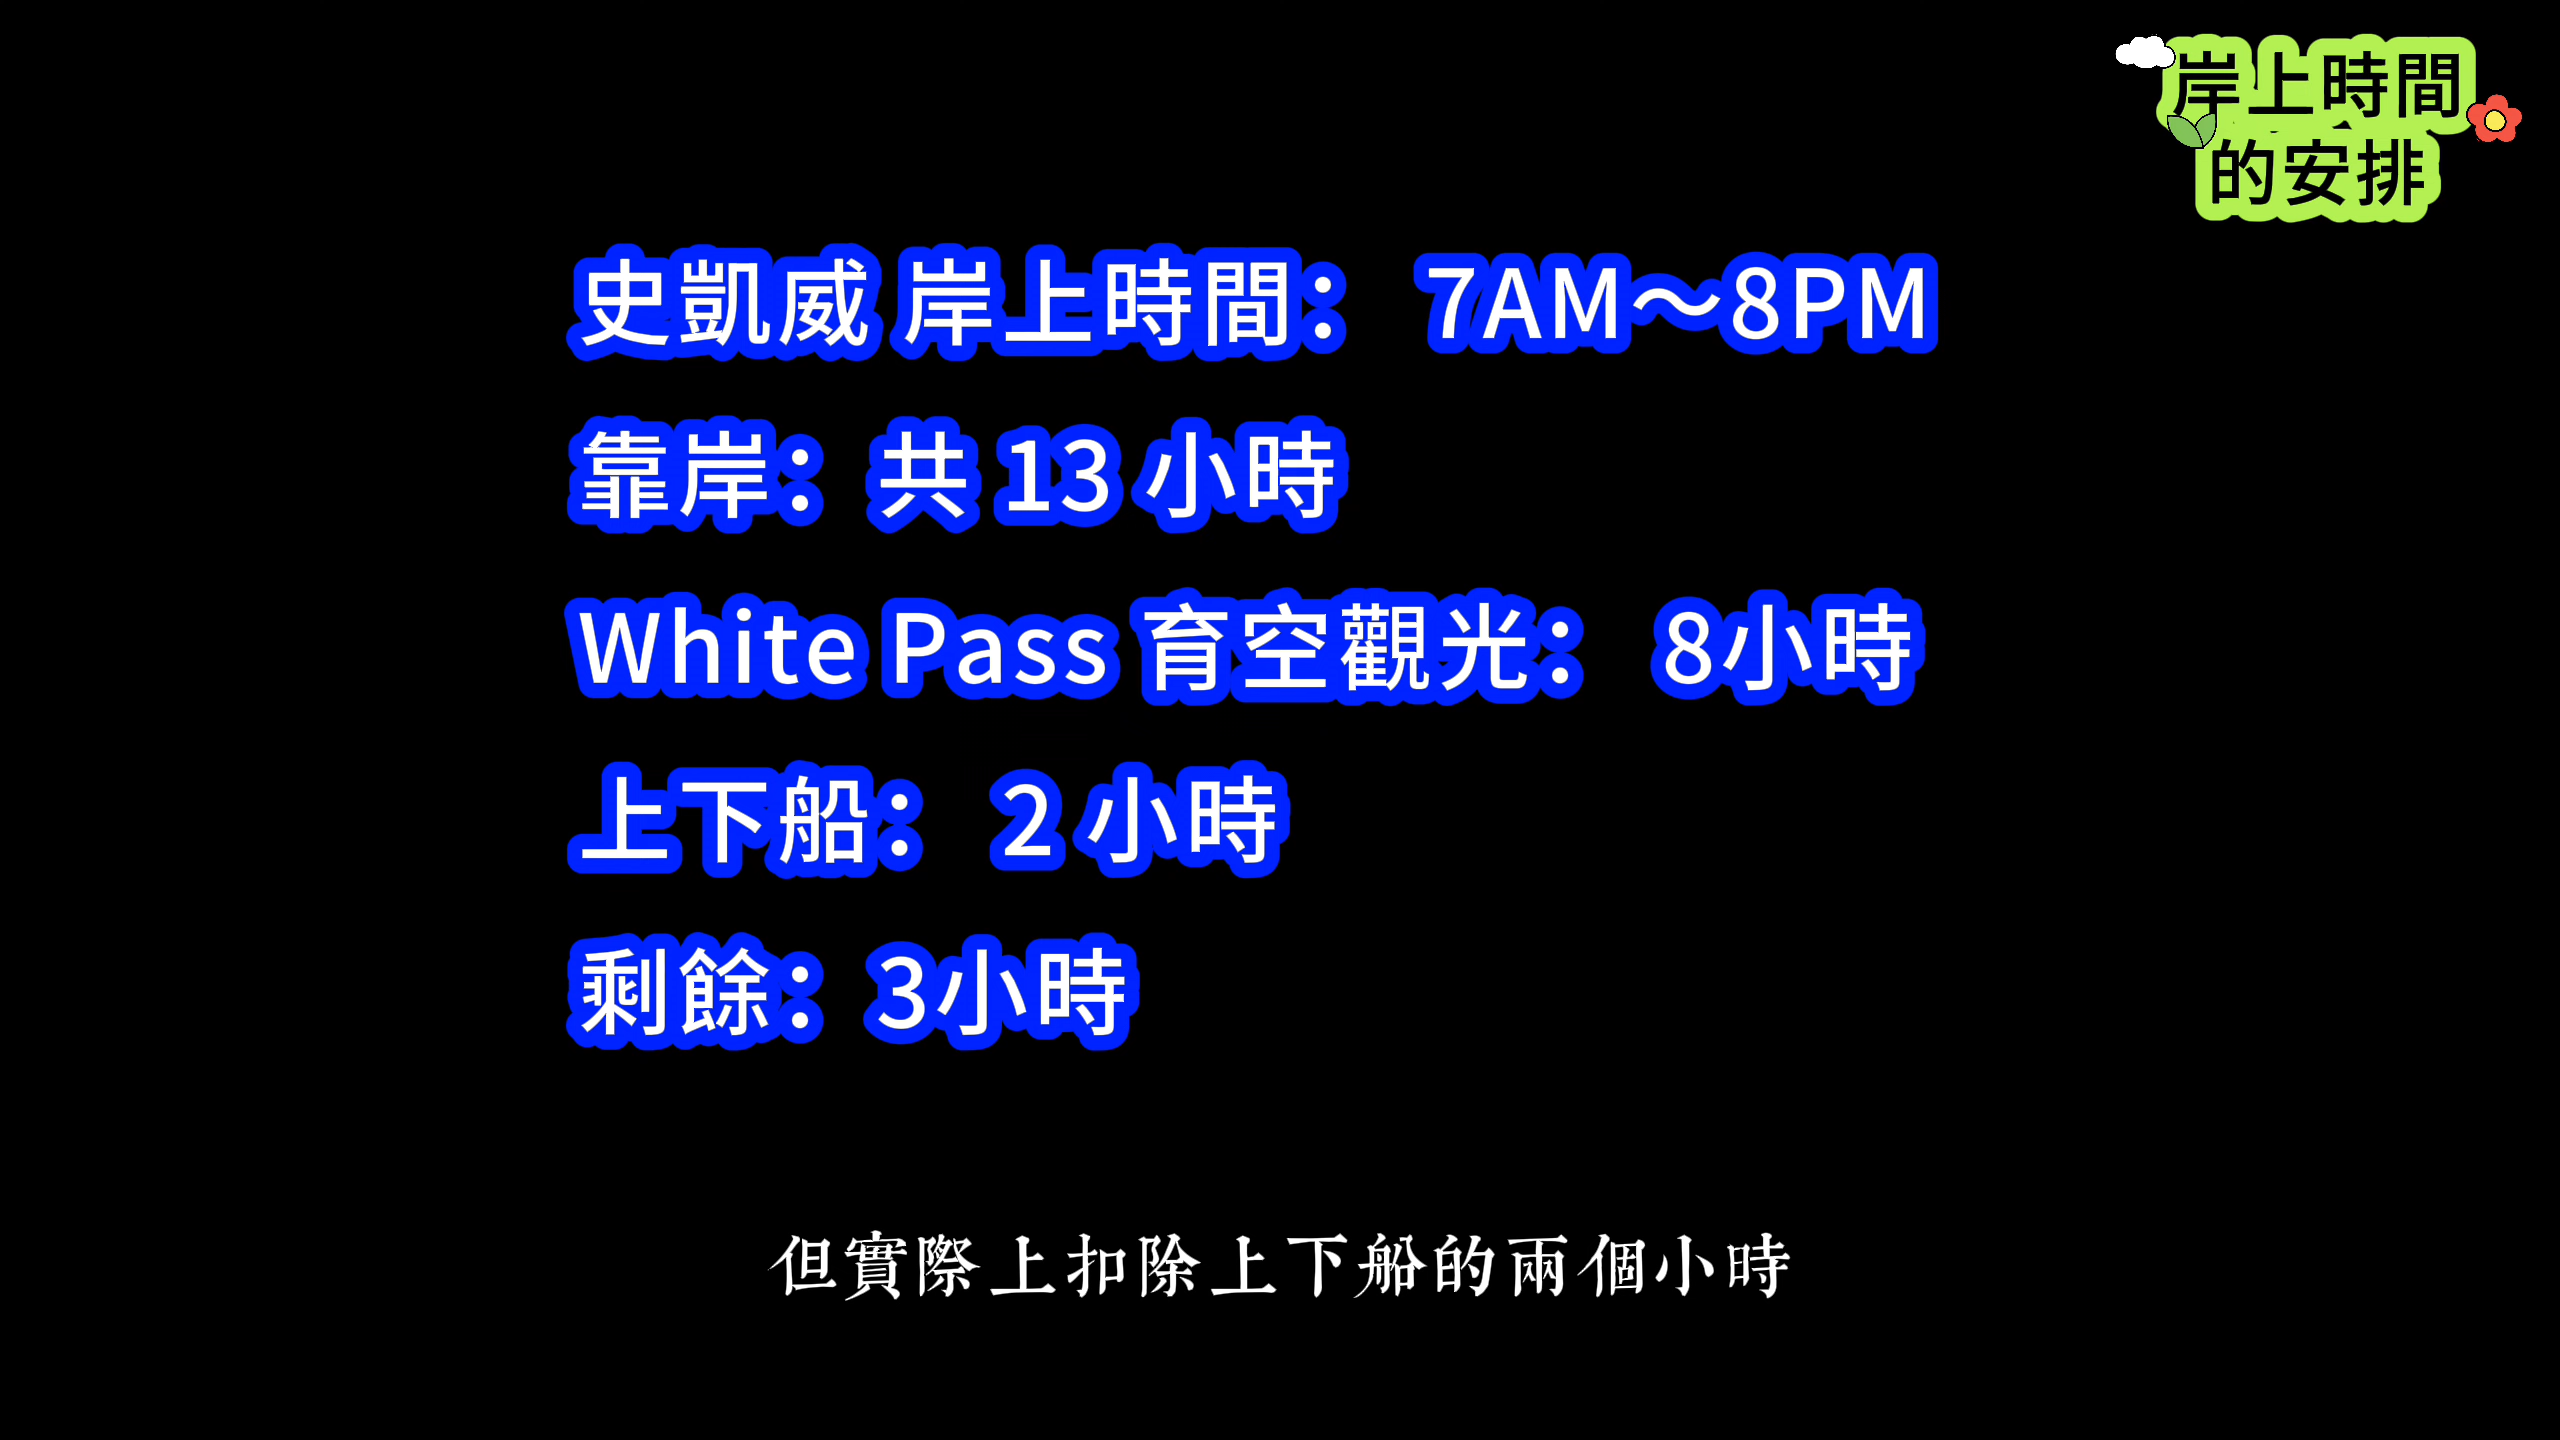 岸上時間
的安排
史凱威 岸上時間： 7AM～8PM
靠岸：共 13 小時
White Pass 育空觀光： 8小時
上下船： 2 小時
剩餘：3小時
但實際上扣除上下船的兩個小時